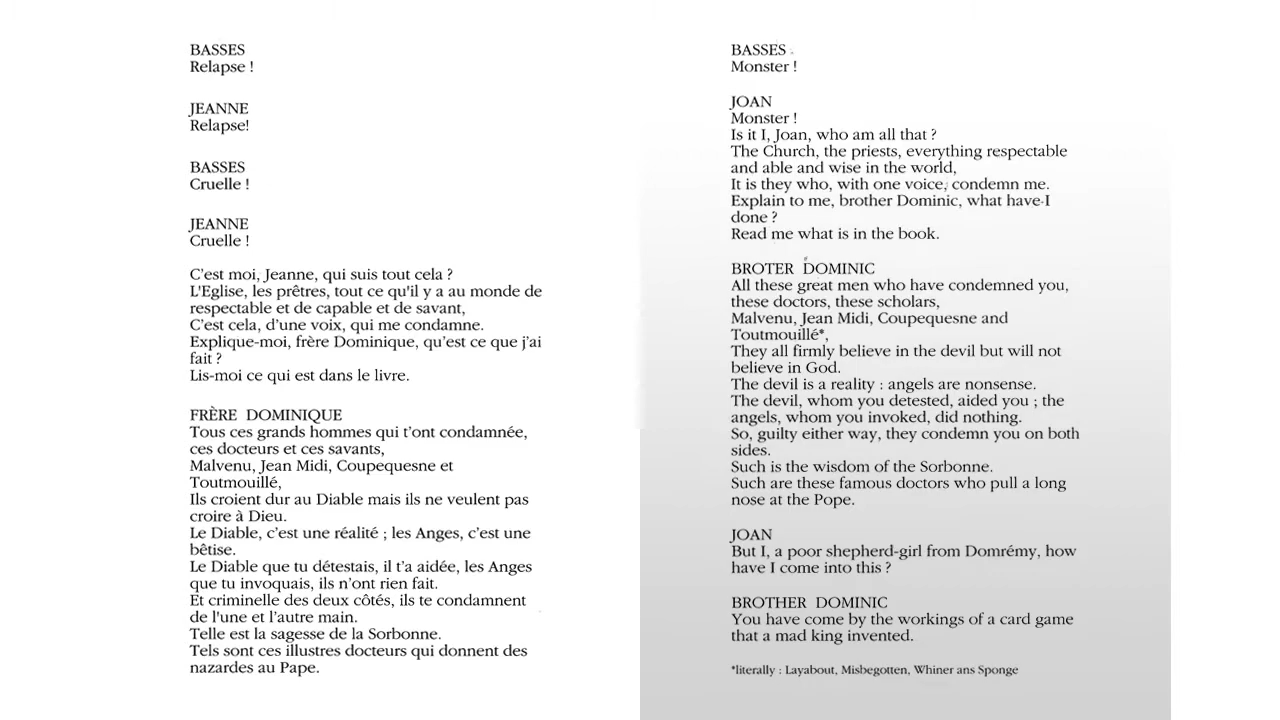 BASSES
Relapse !
JEANNE
Relapse!
BASSES
Cruelle !
JEANNE
Cruelle !
C'est moi, Jeanne, qui suis tout cela ?
L'Eglise, les prêtres, tout ce qu'il y a au monde de
respectable et de capable et de savant,
C'est cela, d'une voix, qui me condamne.
Explique-moi, frère Dominique, qu'est ce que j'ai
fait ?
Lis-moi ce qui est dans le livre.
FRÈRE DOMINIQUE
Tous ces grands hommes qui t'ont condamnée,
ces docteurs et ces savants,
Malvenu, Jean Midi, Coupequesne et
Toutmouillé,
Ils croient dur au Diable mais ils ne veulent pas
croire à Dieu.
Le Diable, c'est une réalité ; les Anges, c'est une
bêtise.
Le Diable que tu détestais, il t'a aidée, les Anges
que tu invoquais, ils n'ont rien fait.
Et criminelle des deux côtés, ils te condamnent
de l'une et l'autre main.
Telle est la sagesse de la Sorbonne.
Tels sont ces illustres docteurs qui donnent des
nazardes au Pape.
BASSES
Monster !
JOAN
Monster !
Is it I, Joan, who am all that ?
The Church, the priests, everything respectable
and able and wise in the world,
It is they who, with one voice, condemn me.
Explain to me, brother Dominic, what have I
done ?
Read me what is in the book.
BROTER DOMINIC
All these great men who have condemned you,
these doctors, these scholars,
Malvenu, Jean Midi, Coupequesne and
Toutmouillé*,
They all firmly believe in the devil but will not
believe in God.
The devil is a reality : angels are nonsense.
The devil, whom you detested, aided you ; the
angels, whom you invoked, did nothing.
So, guilty either way, they condemn you on both
sides.
Such is the wisdom of the Sorbonne.
Such are these famous doctors who pull a long
nose at the Pope.
JOAN
But I, a poor shepherd-girl from Domrémy, how
have I come into this ?
BROTHER DOMINIC
You have come by the workings of a card game
that a mad king invented.
*literally : Layabout, Misbegotten, Whiner ans Sponge